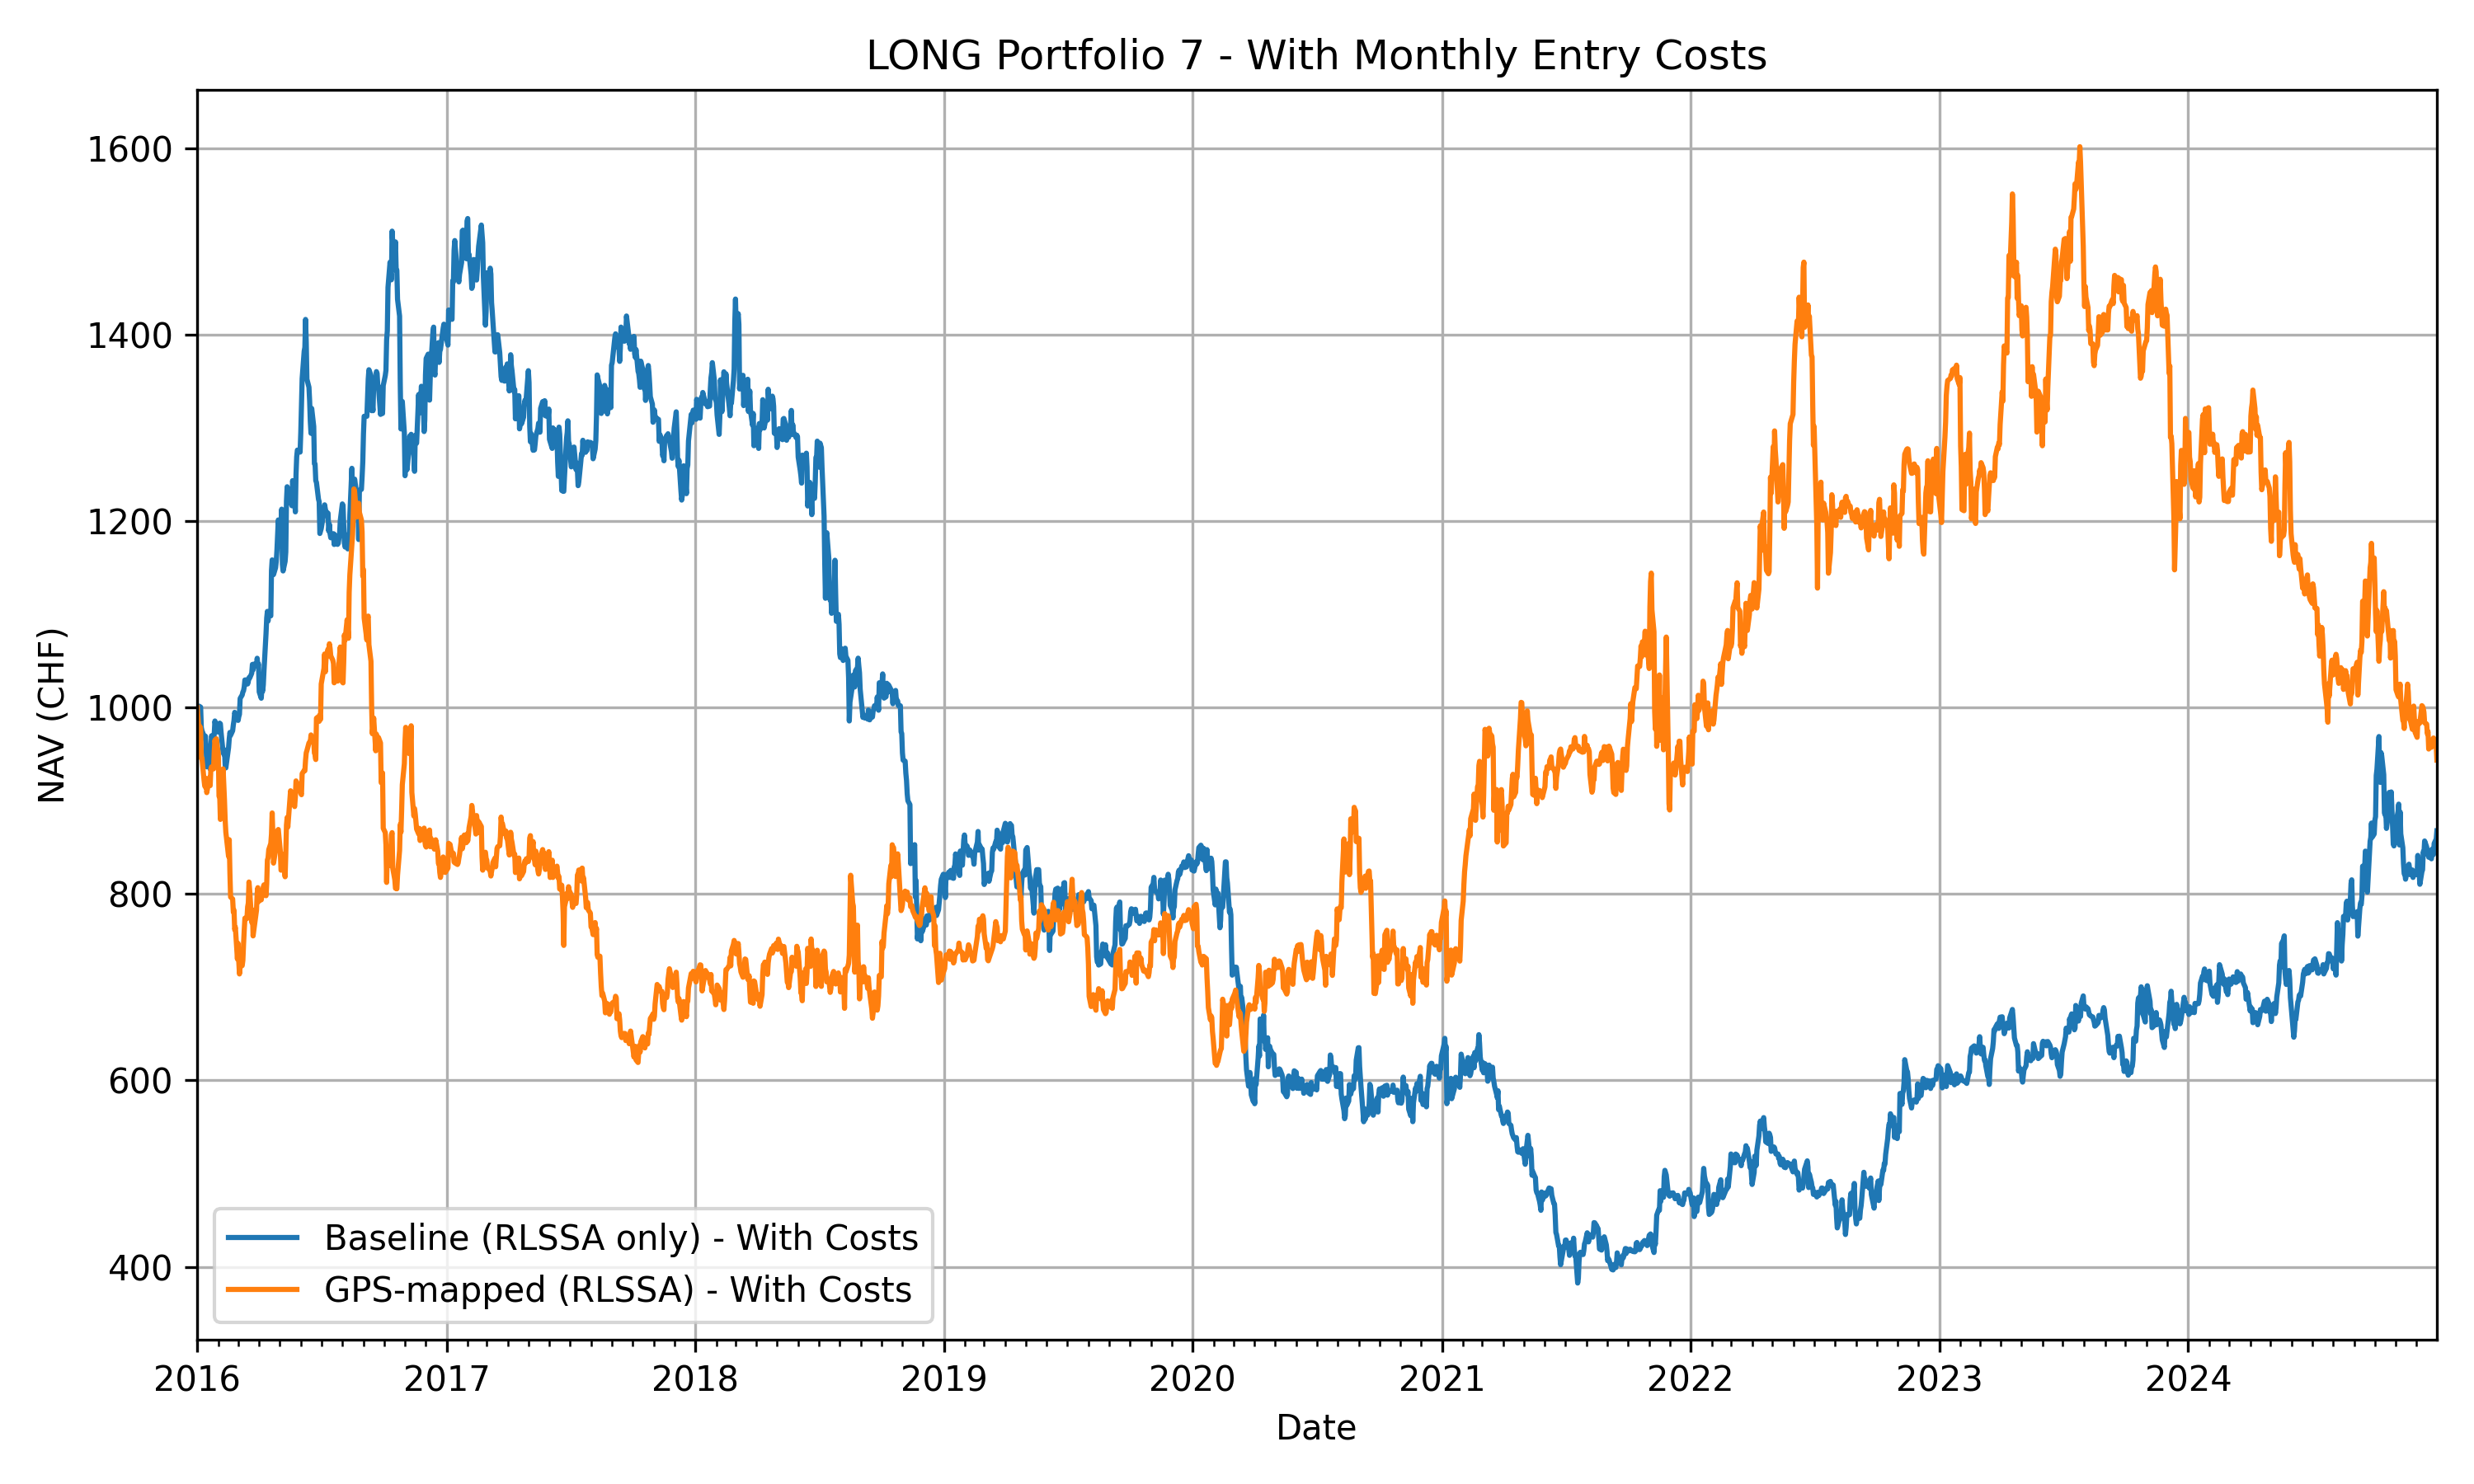 LONG Portfolio 7 - With Monthly Entry Costs
NAV (CHF)
1600
1400
1200
1000
800
600
400
Baseline (RLSSA only) - With Costs
GPS-mapped (RLSSA) - With Costs
2016 2017 2018 2019 2020 2021 2022 2023 2024
Date